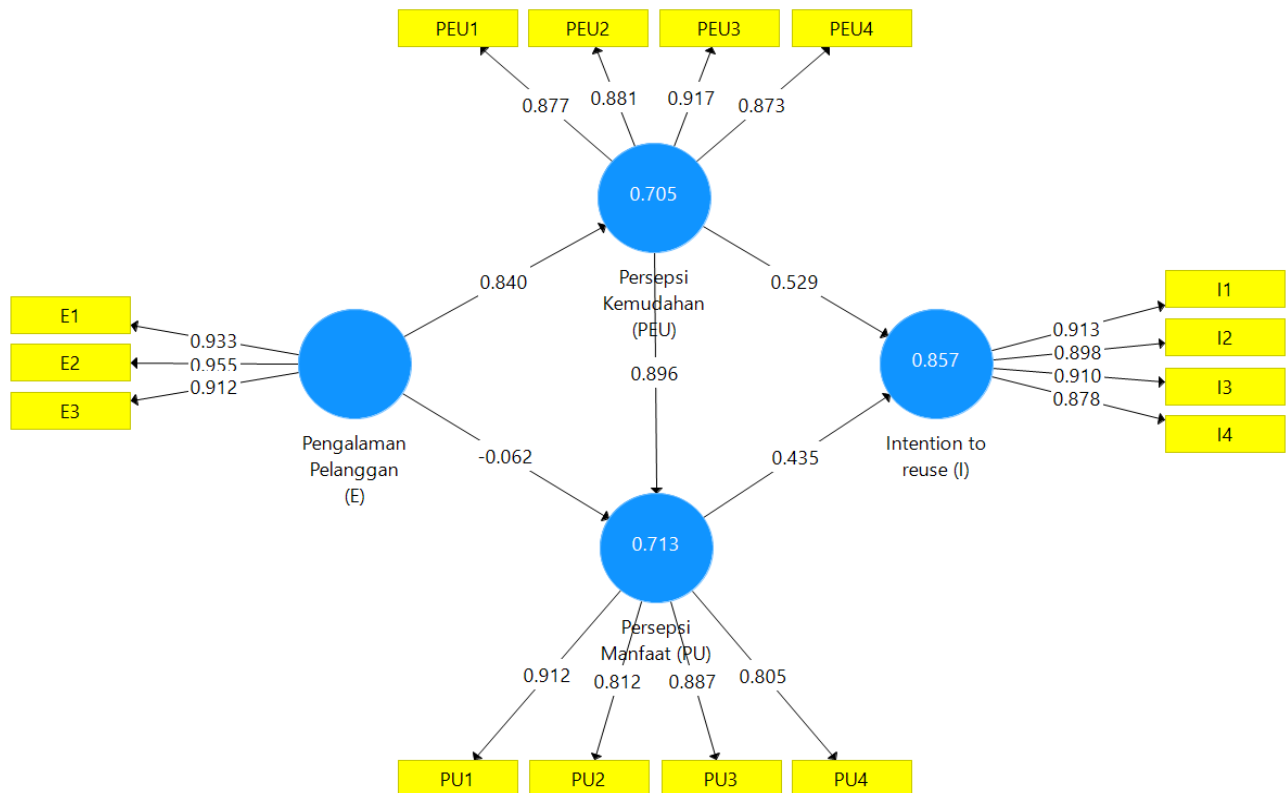 PEU1 PEU2 PEU3 PEU4
0.877 0.881 0.917 0.873
0.705
Persepsi
Kemudahan
(PEU)
0.840
0.529
E1
E2
E3
0.933
0.955
0.912
Pengalaman
Pelanggan
(E)
0.896
-0.062
0.435
0.857
Intention to
reuse (I)
0.913
0.898
0.910
0.878
I1
I2
I3
I4
0.713
Persepsi
Manfaat (PU)
0.912 0.812 0.887 0.805
PU1 PU2 PU3 PU4